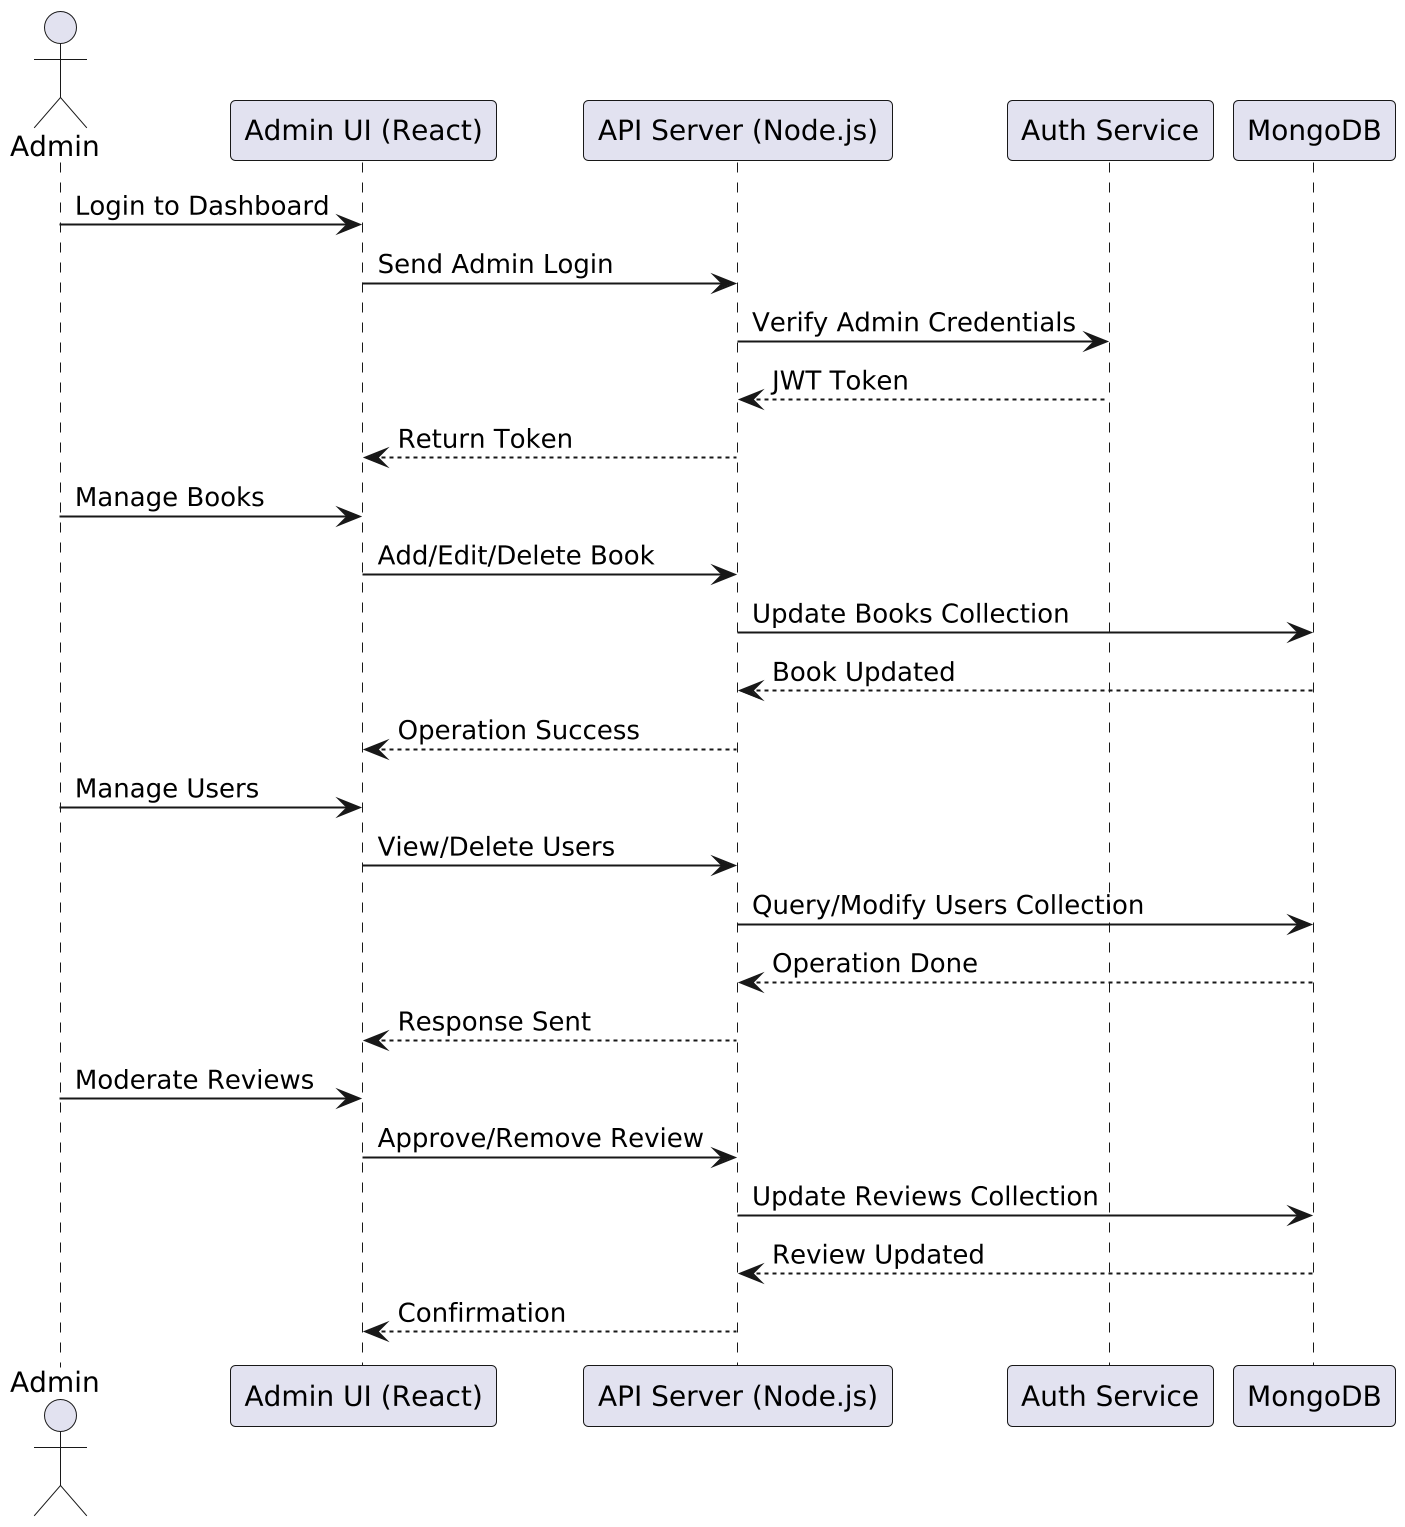 Admin
Admin UI (React)
API Server (Node.js)
Auth Service
MongoDB
Login to Dashboard
Send Admin Login
Verify Admin Credentials
JWT Token
Return Token
Manage Books
Add/Edit/Delete Book
Update Books Collection
Book Updated
Operation Success
Manage Users
View/Delete Users
Query/Modify Users Collection
Operation Done
Response Sent
Moderate Reviews
Approve/Remove Review
Update Reviews Collection
Review Updated
Confirmation
Admin
Admin UI (React)
API Server (Node.js)
Auth Service
MongoDB